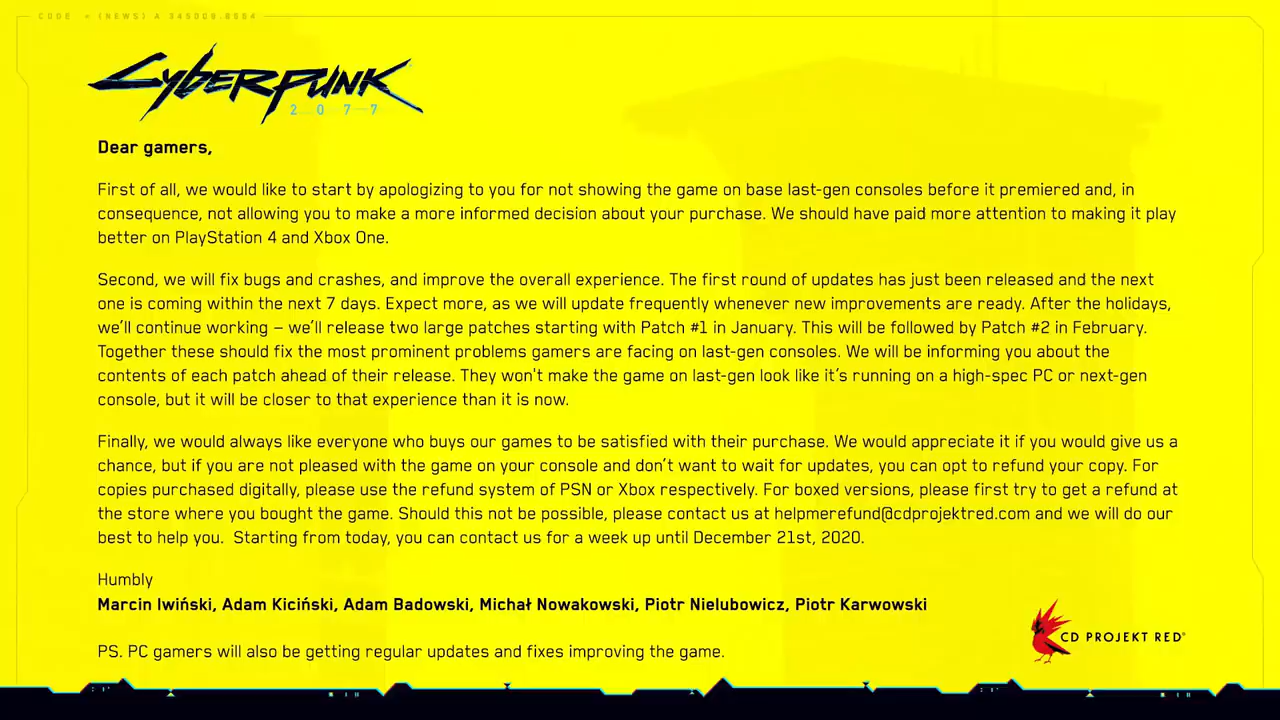 CODE < (NEWS) A 345000.8054
CYBERPUNK
2077
Dear gamers,
First of all, we would like to start by apologizing to you for not showing the game on base last-gen consoles before it premiered and, in
consequence, not allowing you to make a more informed decision about your purchase. We should have paid more attention to making it play
better on PlayStation 4 and Xbox One.
Second, we will fix bugs and crashes, and improve the overall experience. The first round of updates has just been released and the next
one is coming within the next 7 days. Expect more, as we will update frequently whenever new improvements are ready. After the holidays,
we'll continue working – we'll release two large patches starting with Patch #1 in January. This will be followed by Patch #2 in February.
Together these should fix the most prominent problems gamers are facing on last-gen consoles. We will be informing you about the
contents of each patch ahead of their release. They won't make the game on last-gen look like it's running on a high-spec PC or next-gen
console, but it will be closer to that experience than it is now.
Finally, we would always like everyone who buys our games to be satisfied with their purchase. We would appreciate it if you would give us a
chance, but if you are not pleased with the game on your console and don't want to wait for updates, you can opt to refund your copy. For
copies purchased digitally, please use the refund system of PSN or Xbox respectively. For boxed versions, please first try to get a refund at
the store where you bought the game. Should this not be possible, please contact us at helpmerefund@cdprojektred.com and we will do our
best to help you.  Starting from today, you can contact us for a week up until December 21st, 2020.
Humbly
Marcin Iwiński, Adam Kiciński, Adam Badowski, Michał Nowakowski, Piotr Nielubowicz, Piotr Karwowski
CD PROJEKT RED®
PS. PC gamers will also be getting regular updates and fixes improving the game.